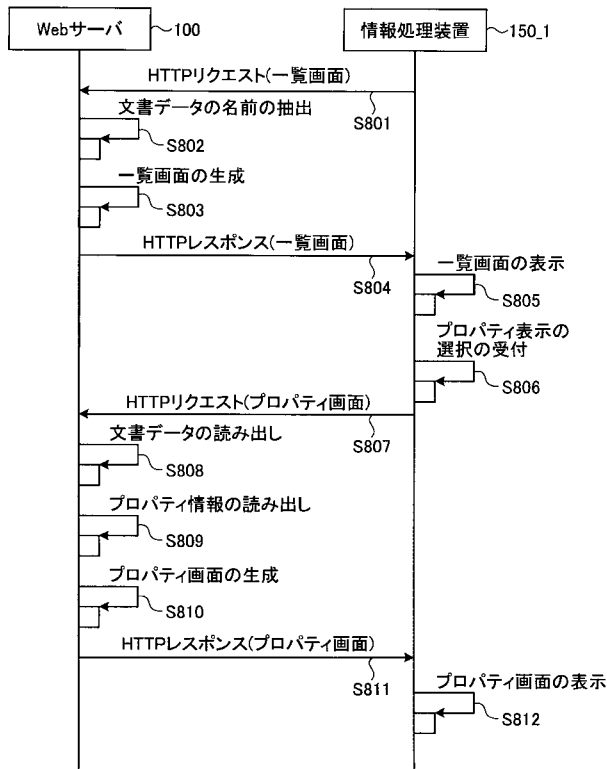 Webサーバ
100
情報処理装置
150_1
HTTPリクエスト(一覧画面)
S801
文書データの名前の抽出
S802
一覧画面の生成
S803
HTTPレスポンス(一覧画面)
S804
一覧画面の表示
S805
プロパティ表示の
選択の受付
S806
HTTPリクエスト(プロパティ画面)
S807
文書データの読み出し
S808
プロパティ情報の読み出し
S809
プロパティ画面の生成
S810
HTTPレスポンス(プロパティ画面)
S811
プロパティ画面の表示
S812